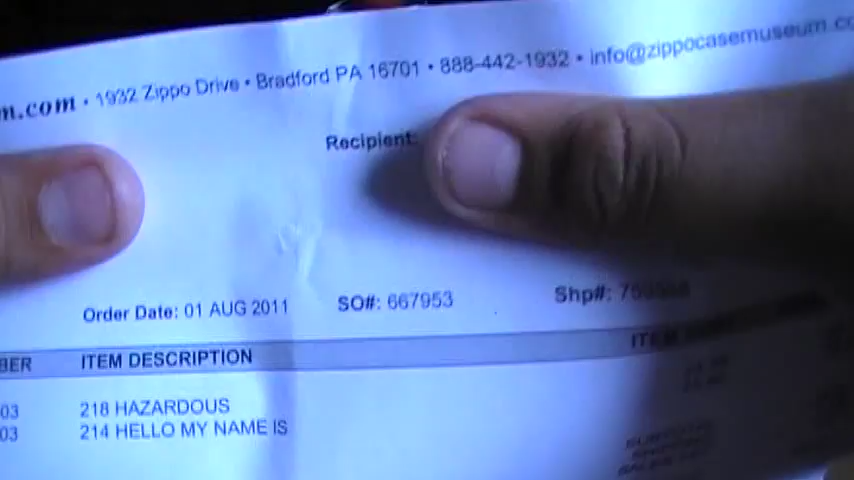 m.com • 1932 Zippo Drive • Bradford PA 16701 • 888-442-1932 • info@zippocasemuseum.co
Recipient:
Order Date: 01 AUG 2011 SO#: 667953 Shp#:
BER ITEM DESCRIPTION
03 218 HAZARDOUS
03 214 HELLO MY NAME IS